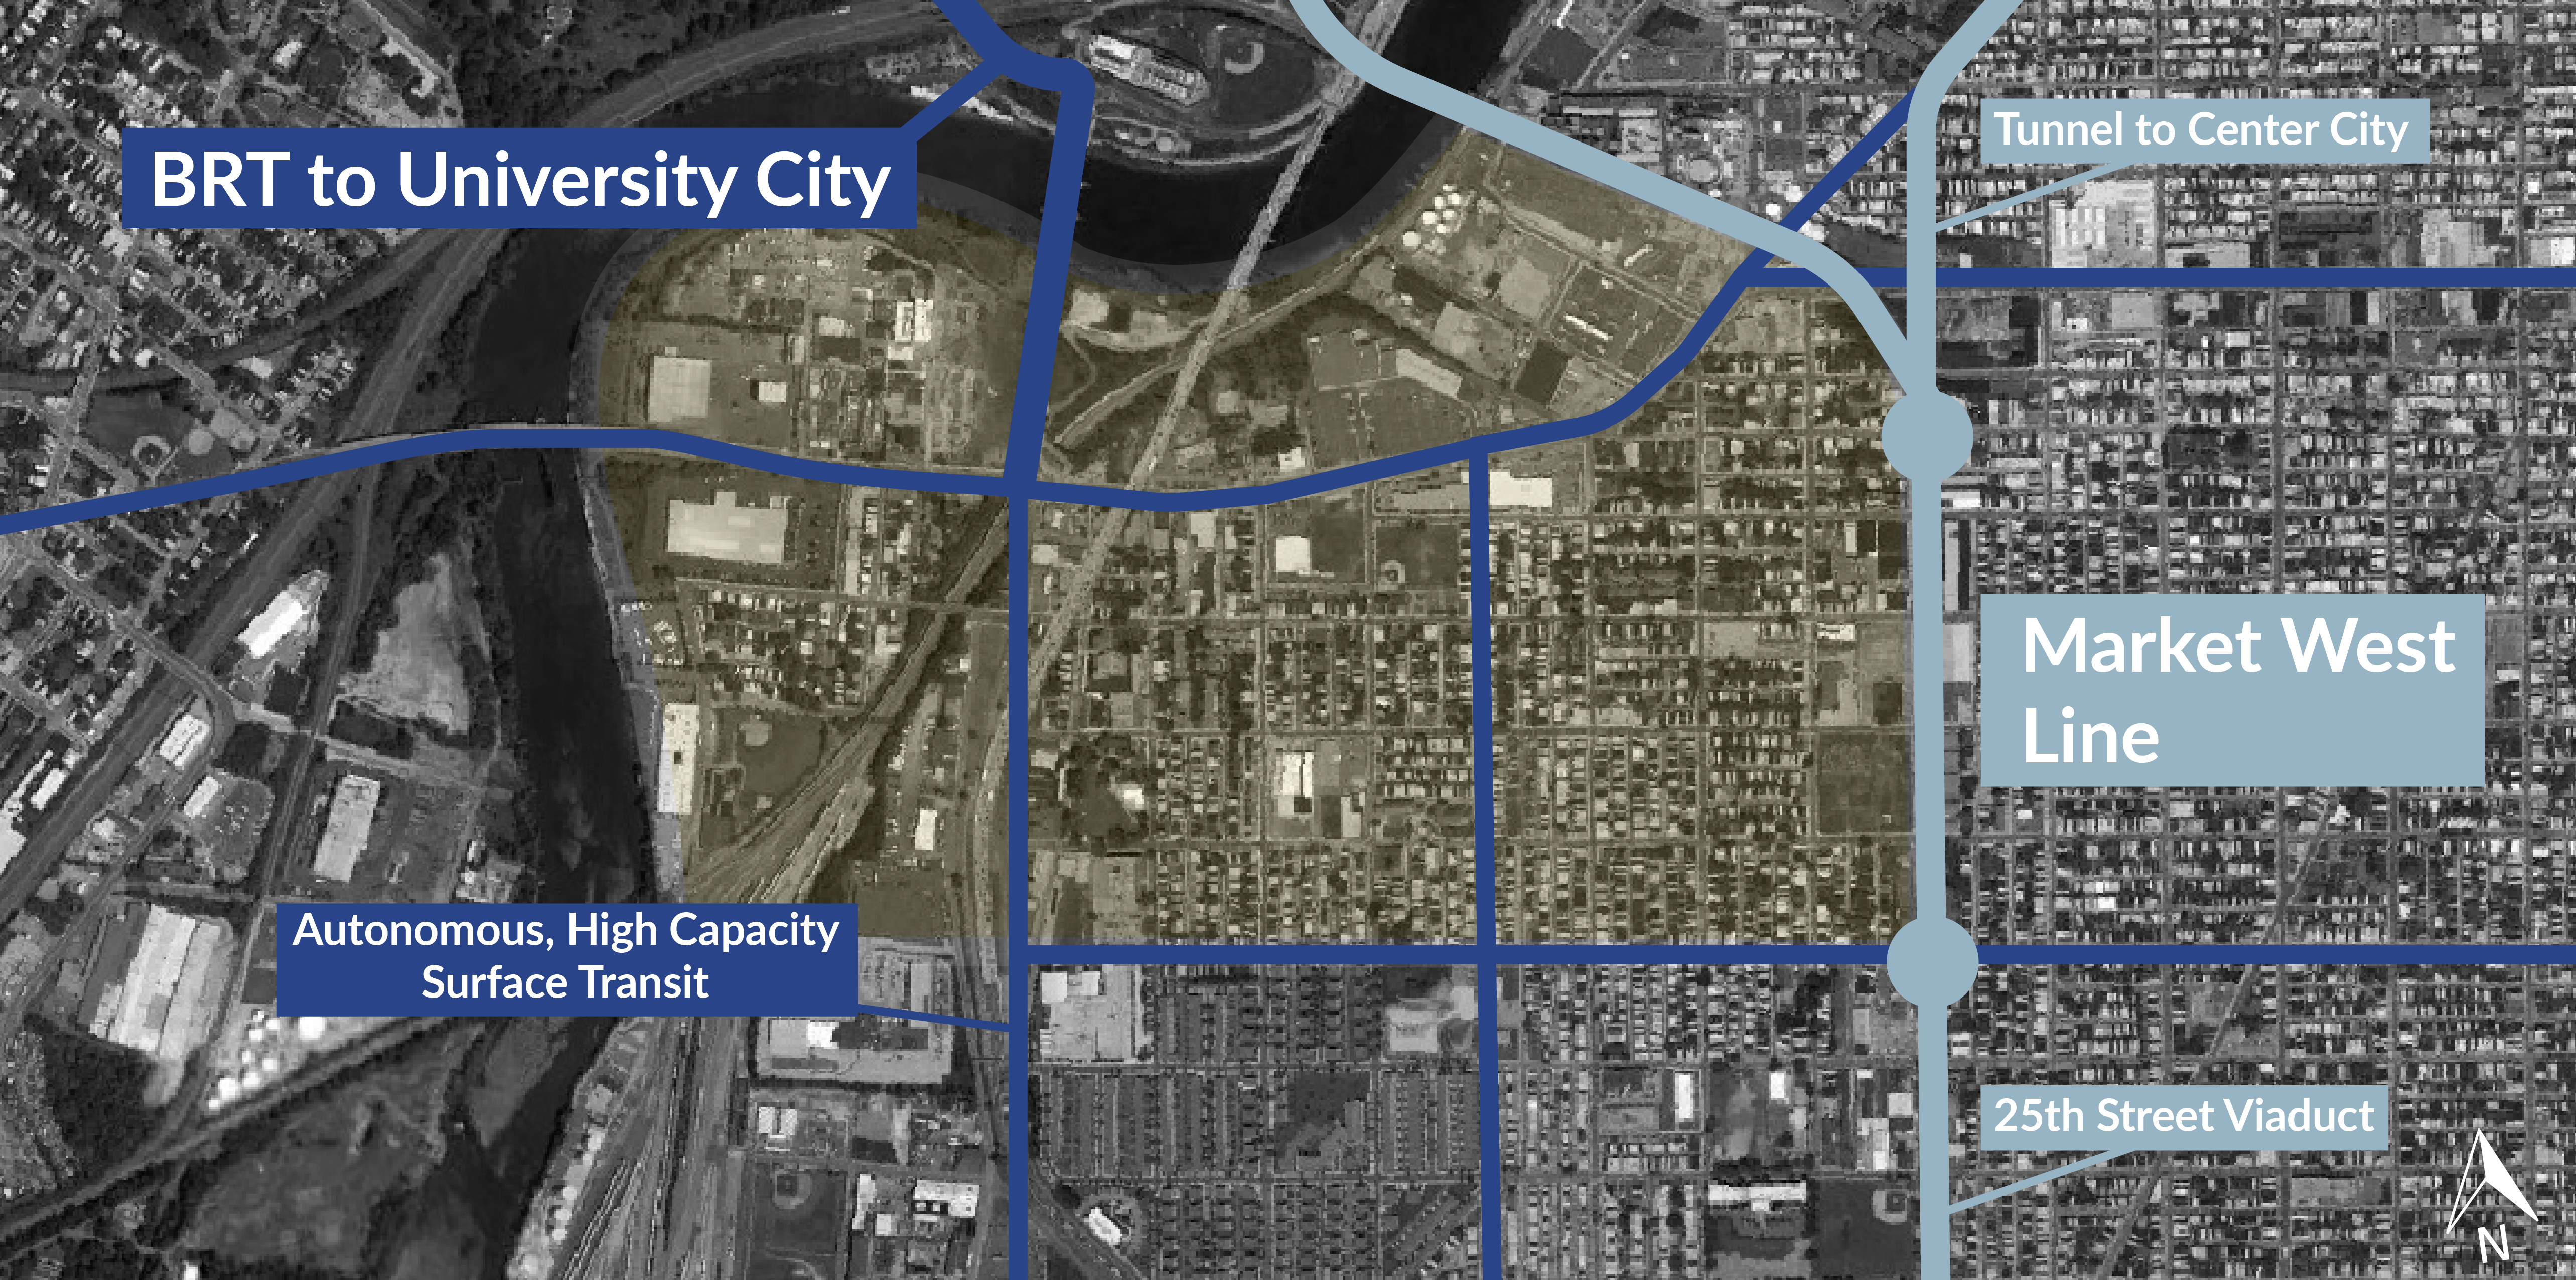 BRT to University City
Tunnel to Center City
Market West
Line
Autonomous, High Capacity
Surface Transit
25th Street Viaduct
N